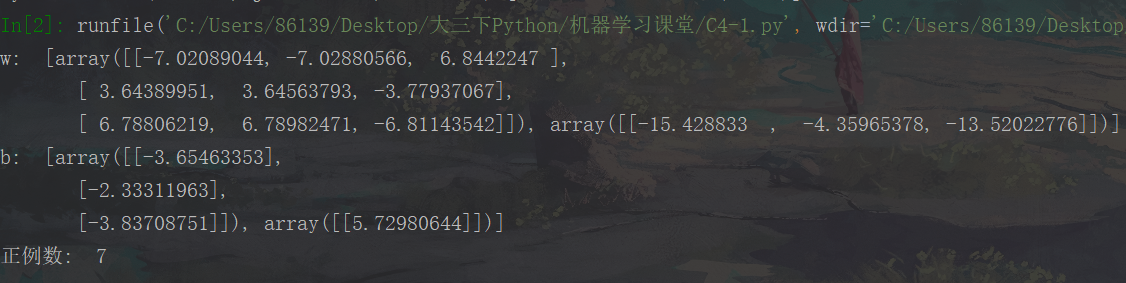 In[2]: runfile('C:/Users/86139/Desktop/大三下Python/机器学习课堂/C4-1.py', wdir='C:/Users/86139/Desktop
w:  [array([[-7.02089044, -7.02880566,  6.8442247 ],
       [ 3.64389951,  3.64563793, -3.77937067],
       [ 6.78806219,  6.78982471, -6.81143542]]), array([[-15.428833  ,  -4.35965378, -13.52022776]])]
b:  [array([[-3.65463353],
       [-2.33311963],
       [-3.83708751]]), array([[5.72980644]])]
正例数:  7